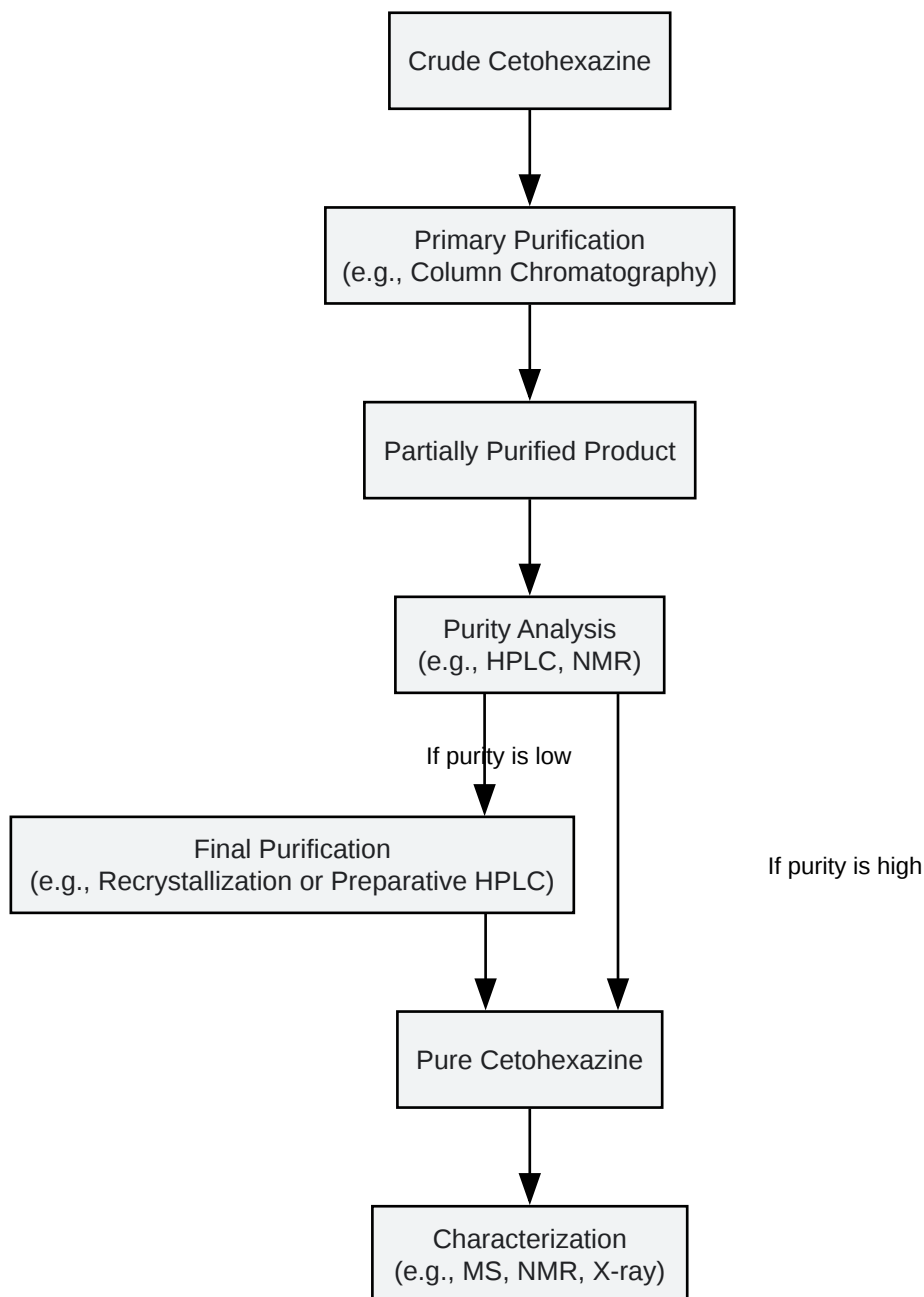 Crude Cetohexazine
Primary Purification
(e.g., Column Chromatography)
Partially Purified Product
Purity Analysis
(e.g., HPLC, NMR)
If purity is low
Final Purification
(e.g., Recrystallization or Preparative HPLC)
If purity is high
Pure Cetohexazine
Characterization
(e.g., MS, NMR, X-ray)